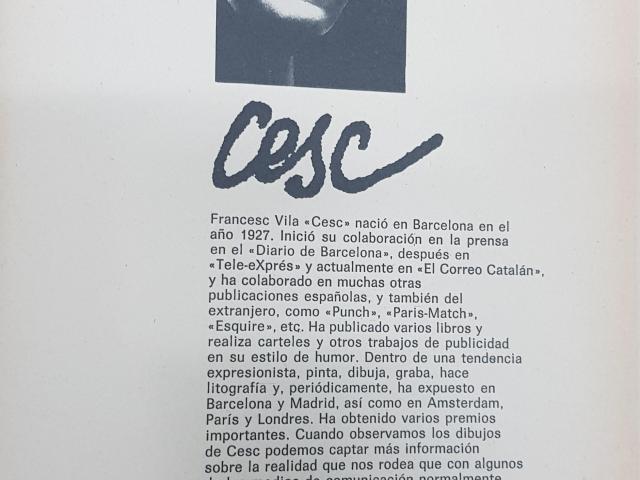 Cesc
Francesc Vila «Cesc» nació en Barcelona en el
año 1927. Inició su colaboración en la prensa
en el «Diario de Barcelona», después en
«Tele-eXprés» y actualmente en «El Correo Catalán»,
y ha colaborado en muchas otras
publicaciones españolas, y también del
extranjero, como «Punch», «Paris-Match»,
«Esquire», etc. Ha publicado varios libros y
realiza carteles y otros trabajos de publicidad
en su estilo de humor. Dentro de una tendencia
expresionista, pinta, dibuja, graba, hace
litografía y, periódicamente, ha expuesto en
Barcelona y Madrid, así como en Amsterdam,
París y Londres. Ha obtenido varios premios
importantes. Cuando observamos los dibujos
de Cesc podemos captar más información
sobre la realidad que nos rodea que con algunos
medios de comunicación normalmente